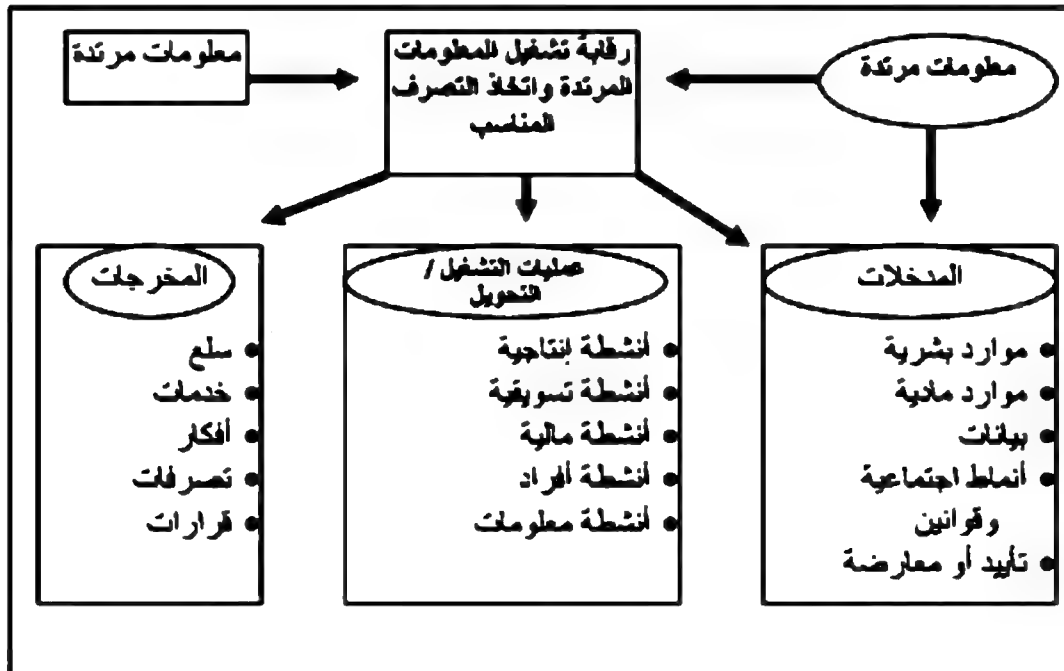 معلومات مرتدة
رقابة تشغيل المعلومات
المرتدة واتخاذ التصرف
المناسب
معلومات مرتدة
المدخلات
• موارد بشرية
• موارد مادية
• بيانات
• أنماط اجتماعية
وقوانين
• تأييد أو معارضة
عمليات التشغيل /
التحويل
• أنشطة إنتاجية
• أنشطة تسويقية
• أنشطة مالية
• أنشطة أفراد
• أنشطة معلومات
المخرجات
• سلع
• خدمات
• أفكار
• تصرفات
• قرارات